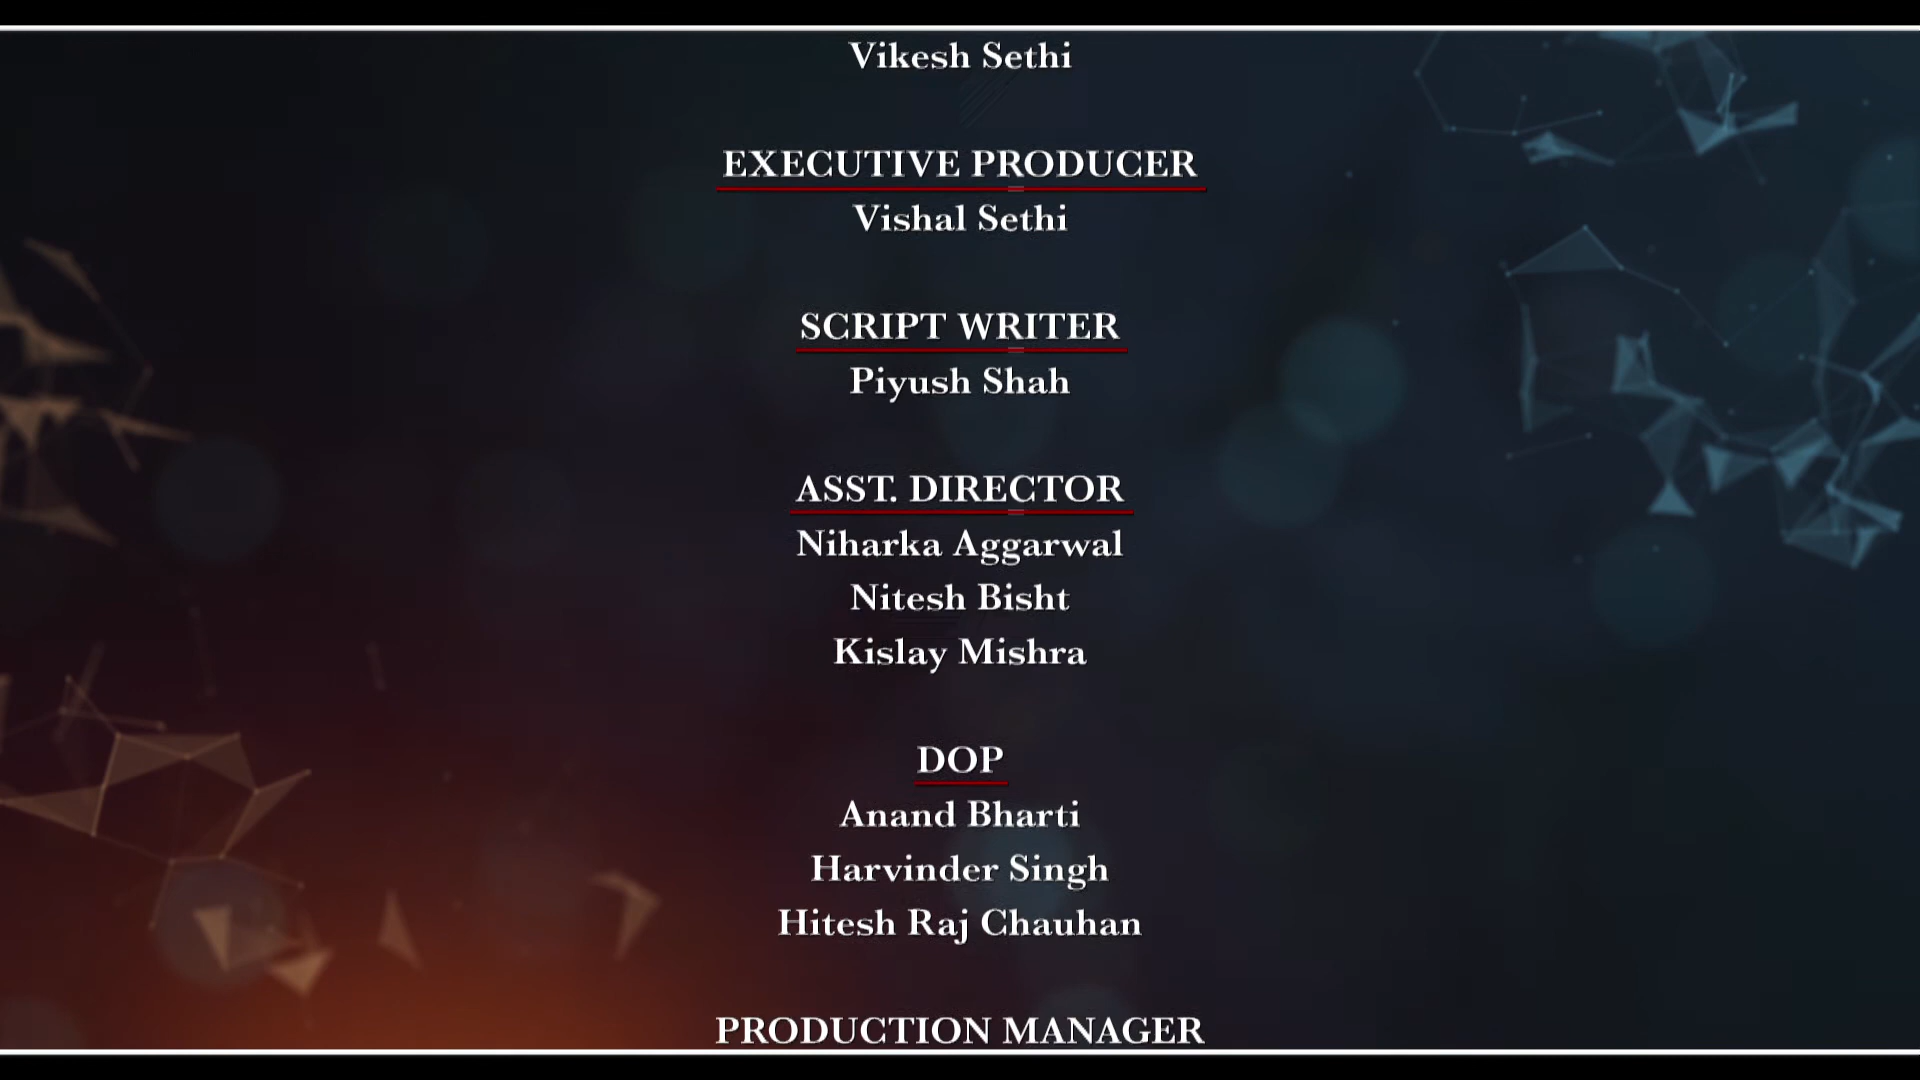 Vikesh Sethi
EXECUTIVE PRODUCER
Vishal Sethi
SCRIPT WRITER
Piyush Shah
ASST. DIRECTOR
Niharka Aggarwal
Nitesh Bisht
Kislay Mishra
DOP
Anand Bharti
Harvinder Singh
Hitesh Raj Chauhan
PRODUCTION MANAGER